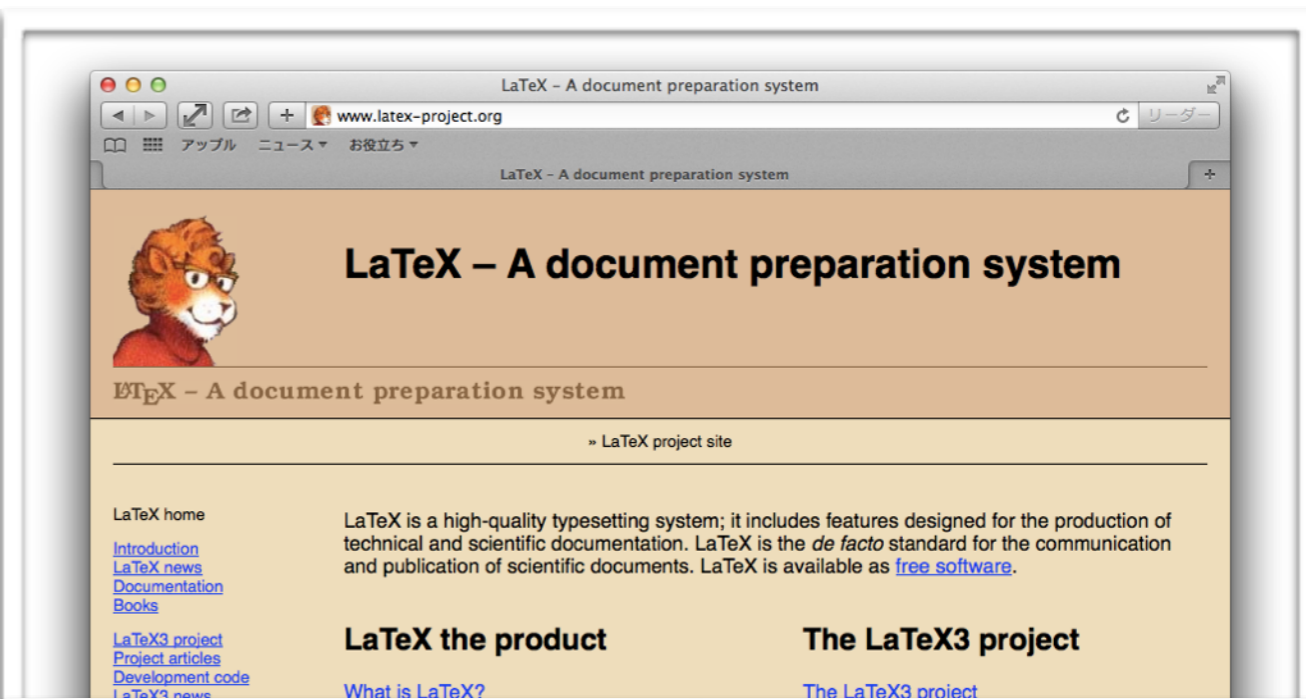 LaTeX – A document preparation system
www.latex-project.org
リーダー
アップル ニュース お役立ち
LaTeX – A document preparation system
LaTeX – A document preparation system
LATEX – A document preparation system
» LaTeX project site
LaTeX home
Introduction
LaTeX news
Documentation
Books
LaTeX3 project
Project articles
Development code
LaTeX3 news
LaTeX is a high-quality typesetting system; it includes features designed for the production of
technical and scientific documentation. LaTeX is the de facto standard for the communication
and publication of scientific documents. LaTeX is available as free software.
LaTeX the product
What is LaTeX?
The LaTeX3 project
The LaTeX3 project